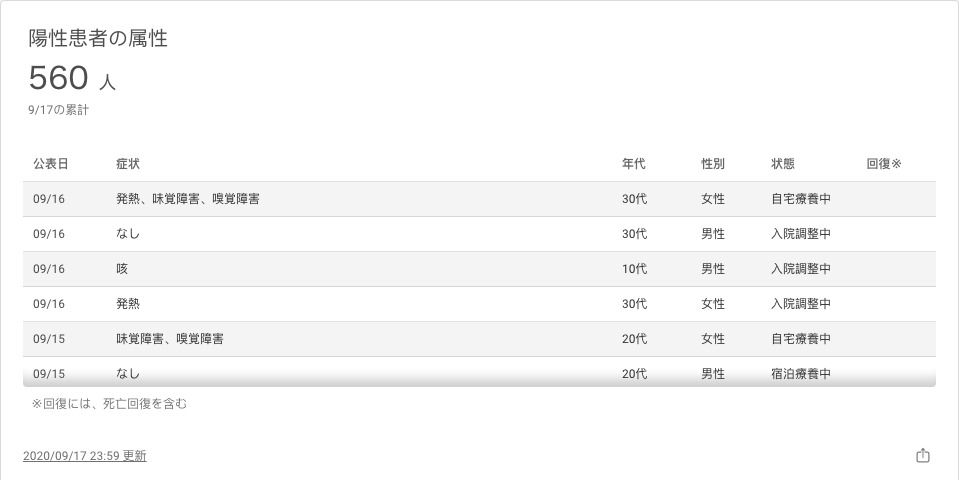 陽性患者の属性
560 人
9/17の累計
公表日 症状 年代 性別 状態 回復※
09/16 発熱、味覚障害、嗅覚障害 30代 女性 自宅療養中
09/16 なし 30代 男性 入院調整中
09/16 咳 10代 男性 入院調整中
09/16 発熱 30代 女性 入院調整中
09/15 味覚障害、嗅覚障害 20代 女性 自宅療養中
09/15 なし 20代 男性 宿泊療養中
※回復には、死亡回復を含む
2020/09/17 23:59 更新